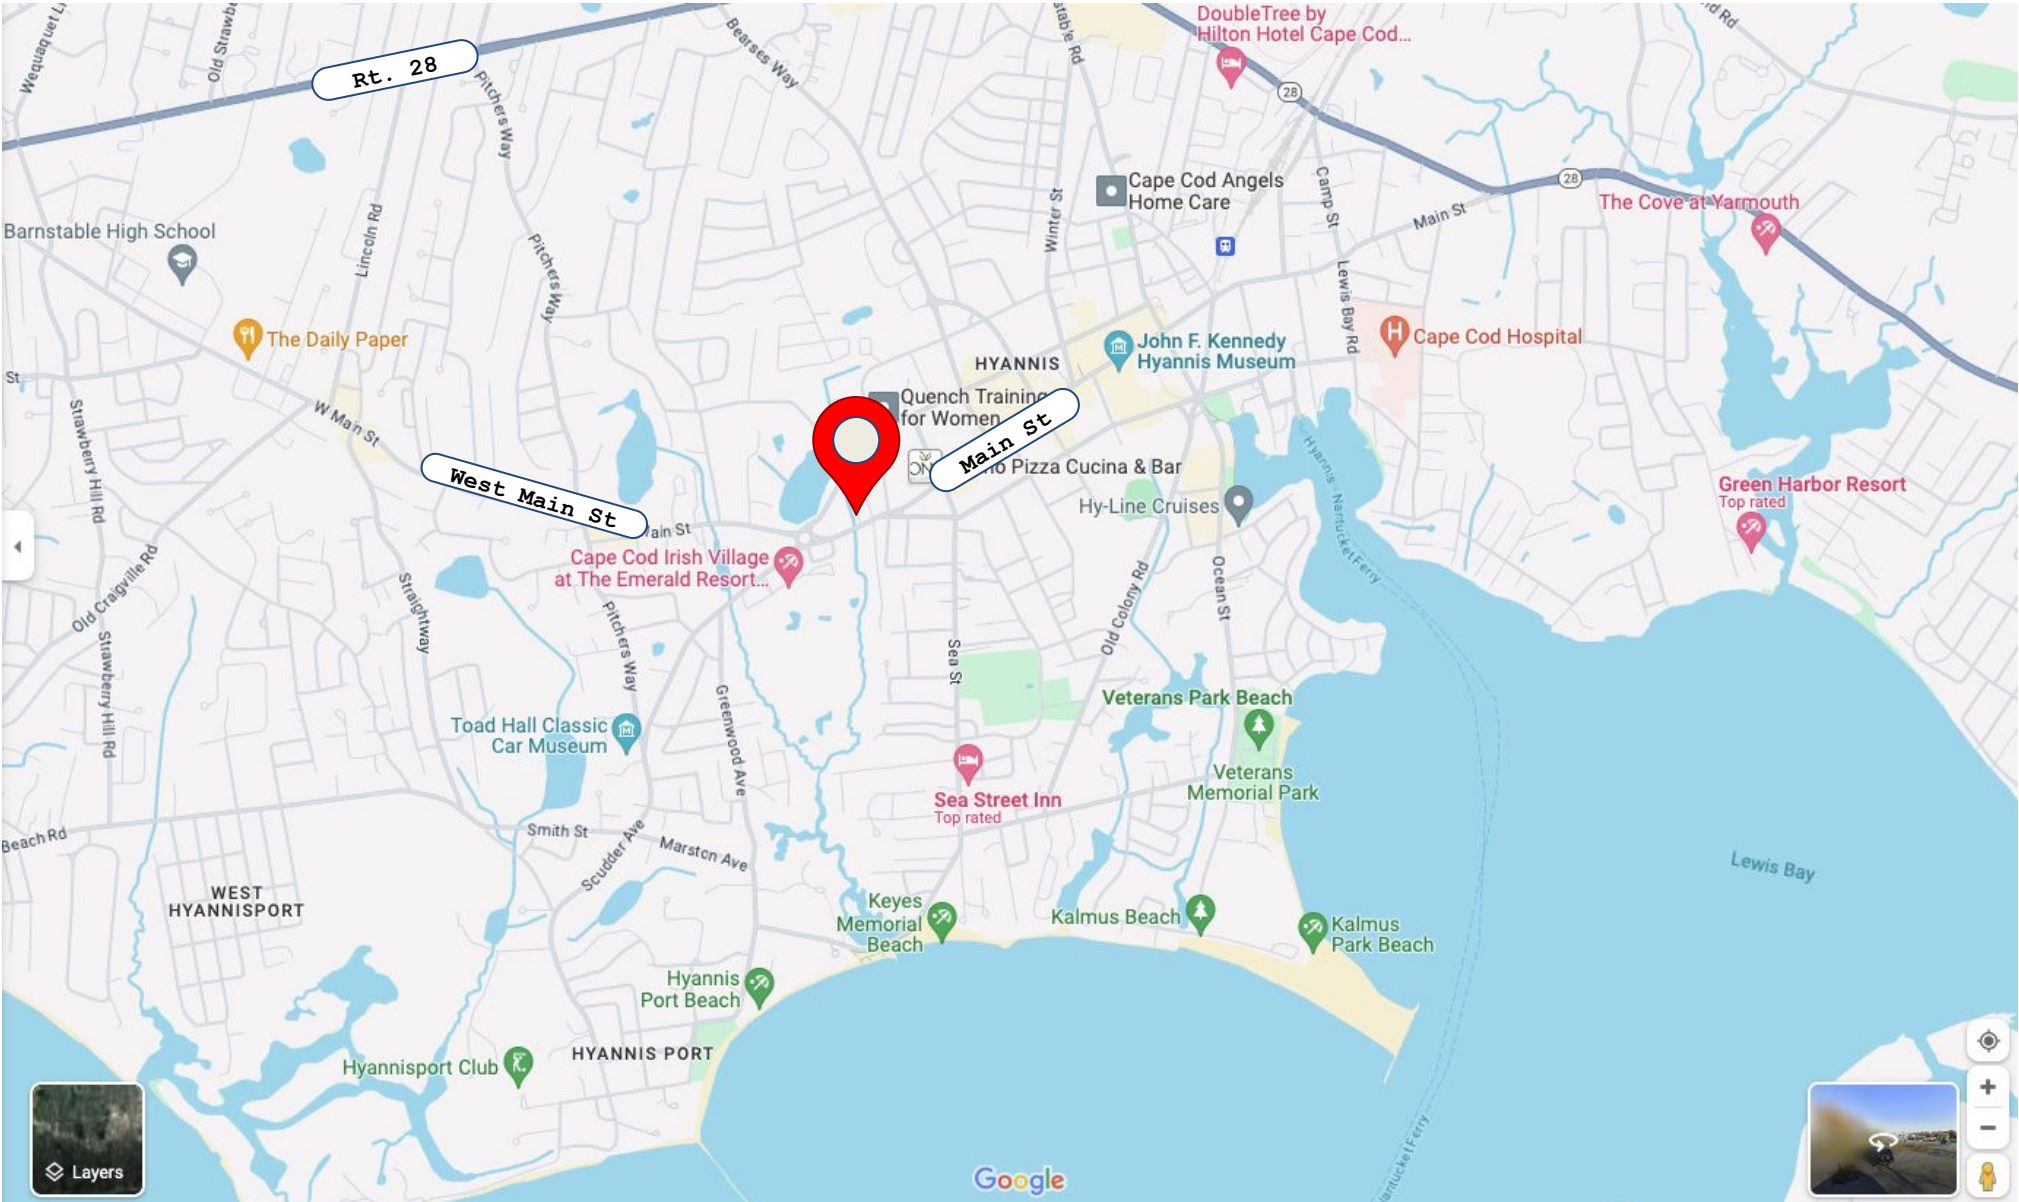 DoubleTree by
Hilton Hotel Cape Cod...
Wequaquet L
Old Strawb
Rt. 28
Pitchers Way
Bearses Way
28
Cape Cod Angels
Home Care
Camp St
28
Main St
The Cove at Yarmouth
Barnstable High School
Lincoln Rd
Pitchers Way
Winter St
Lewis Bay Rd
The Daily Paper
John F. Kennedy
Hyannis Museum
Cape Cod Hospital
HYANNIS
St
Quench Training
for Women
Strawberry Hill Rd
W Main St
Main St
Pizza Cucina & Bar
West Main St
Hyannis - Nantucket Ferry
Green Harbor Resort
Top rated
Hy-Line Cruises
ain St
Cape Cod Irish Village
at The Emerald Resort...
Old Craigville Rd
Straightway
Pitchers Way
Old Colony Rd
Ocean St
Strawberry Hill Rd
Sea St
Greenwood Ave
Veterans Park Beach
Toad Hall Classic
Car Museum
Veterans
Memorial Park
Sea Street Inn
Top rated
Beach Rd
Smith St
Scudder Ave
Marston Ave
Lewis Bay
WEST
HYANNISPORT
Keyes
Memorial
Beach
Kalmus Beach
Kalmus
Park Beach
Hyannis
Port Beach
HYANNIS PORT
Hyannisport Club
Layers
Google
antucket Ferry